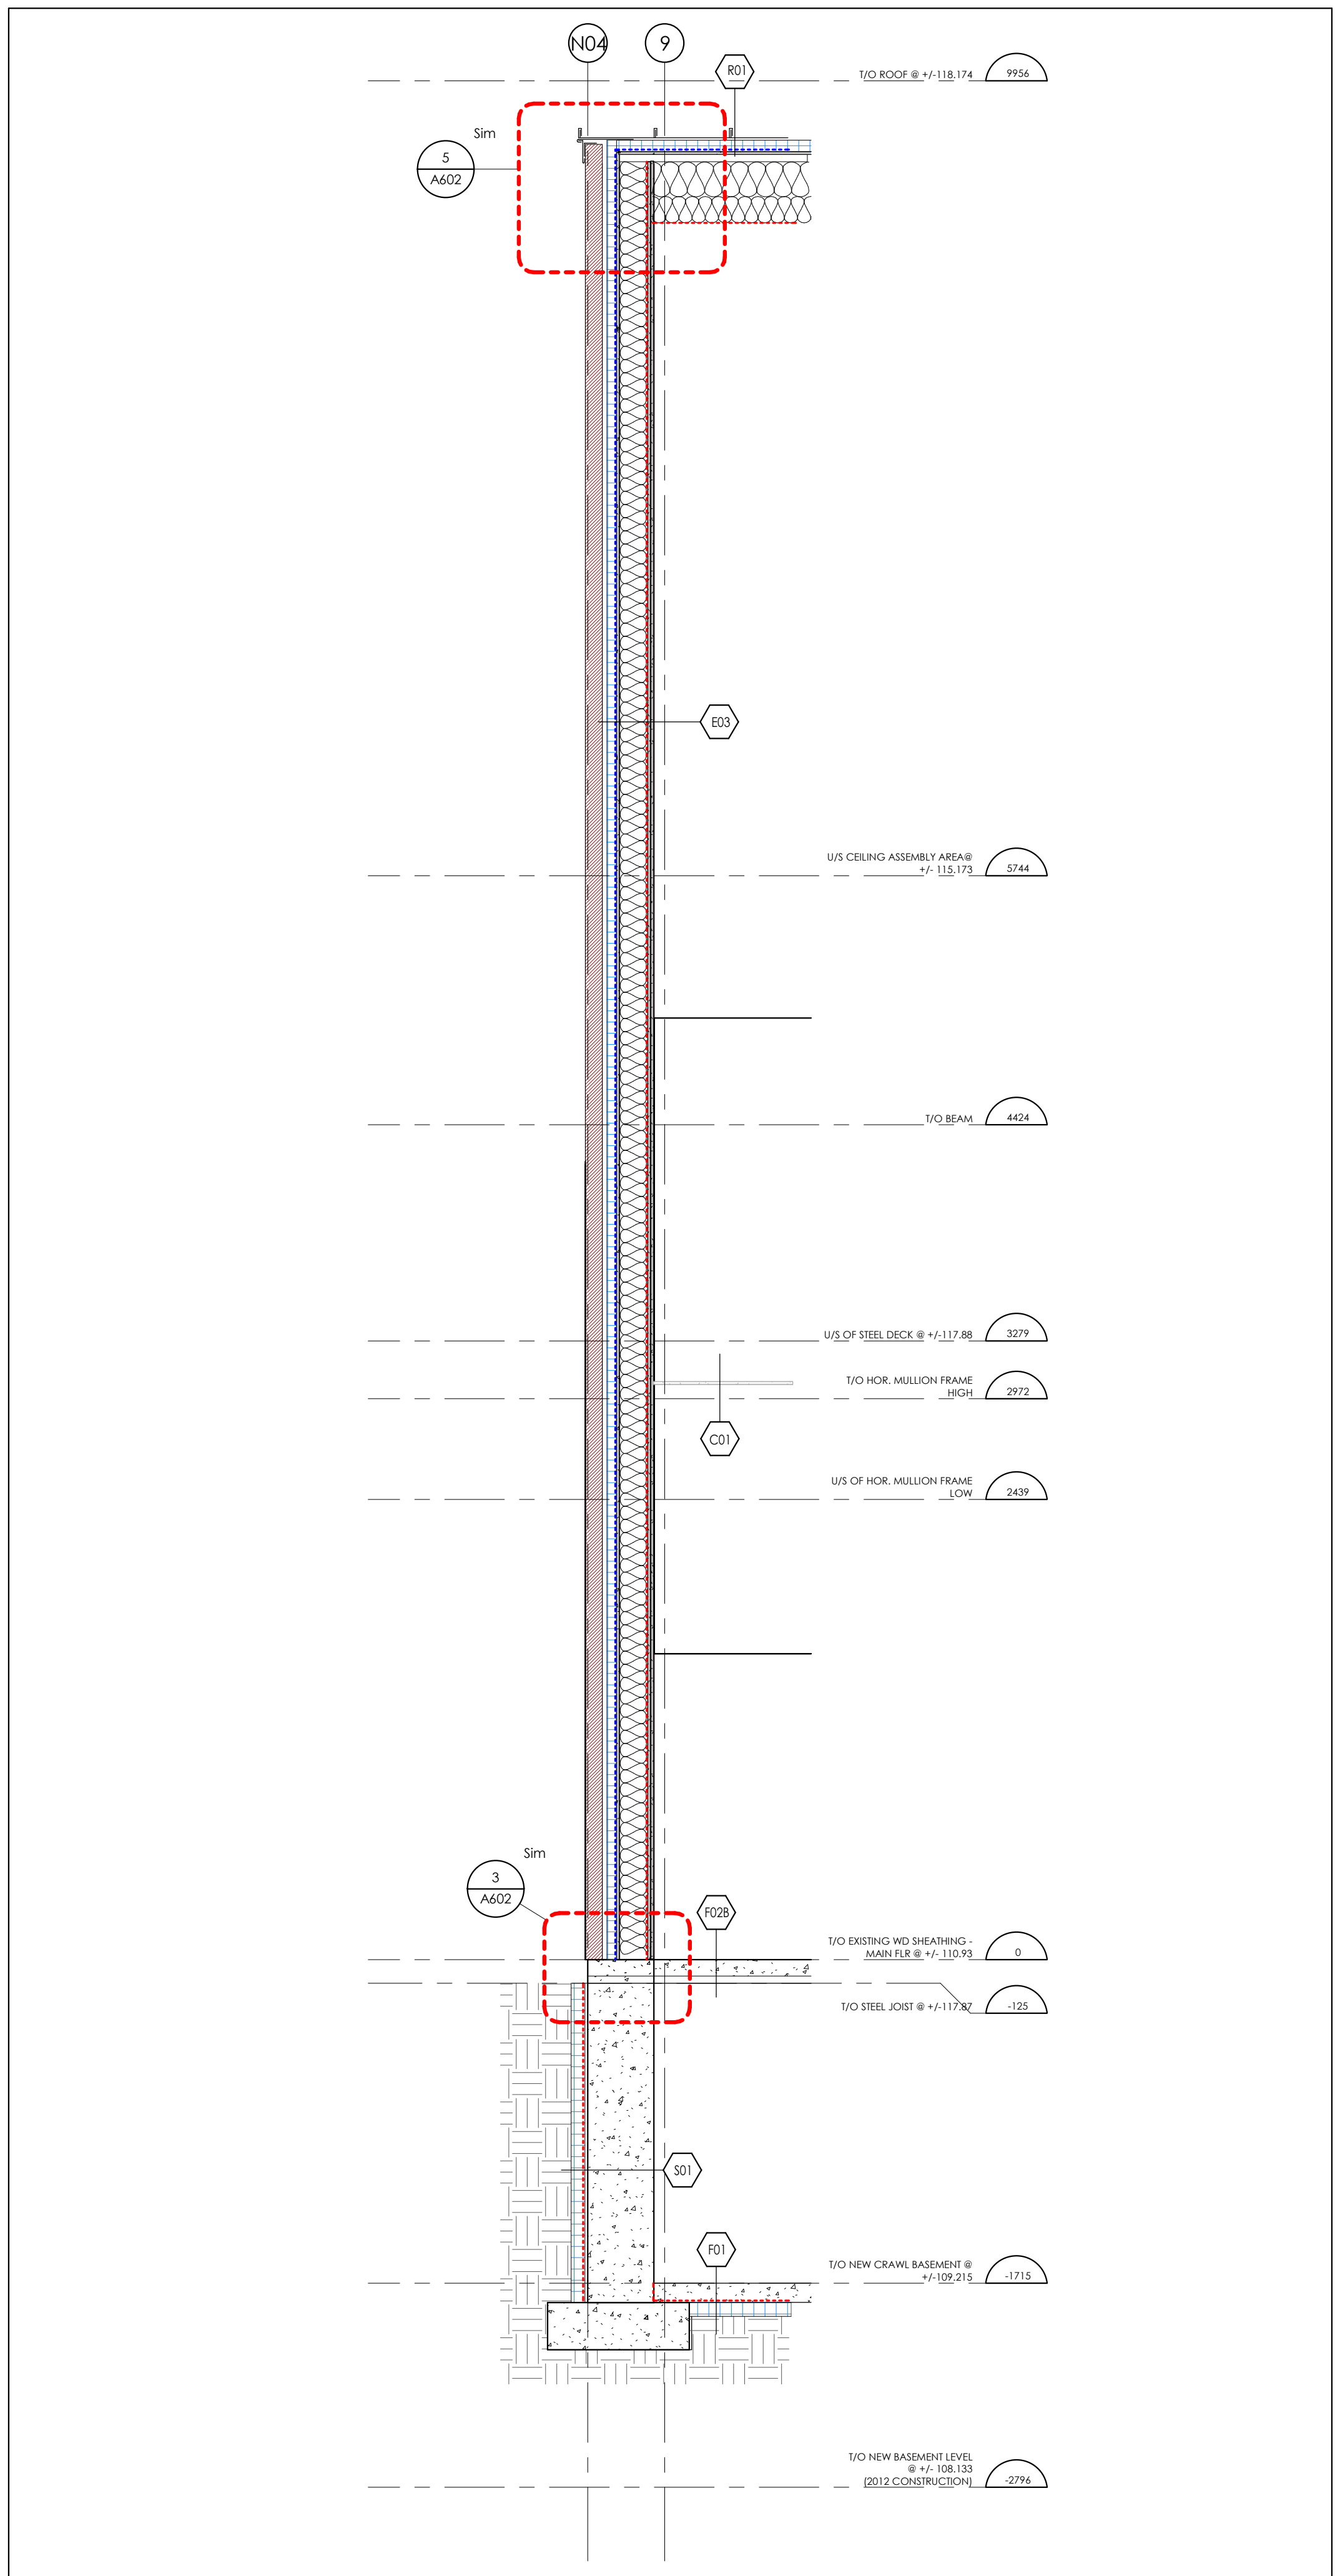 N04
9
R01
T/O ROOF @ +/-118.174
9956
Sim
5
A602
E03
U/S CEILING ASSEMBLY AREA@
+/- 115.173
5744
T/O BEAM
4424
U/S OF STEEL DECK @ +/-117.88
3279
T/O HOR. MULLION FRAME
HIGH
2972
C01
U/S OF HOR. MULLION FRAME
LOW
2439
Sim
3
A602
F02B
T/O EXISTING WD SHEATHING -
MAIN FLR @ +/- 110.93
0
T/O STEEL JOIST @ +/-117.87
-125
S01
F01
T/O NEW CRAWL BASEMENT @
+/-109.215
-1715
T/O NEW BASEMENT LEVEL
@ +/- 108.133
(2012 CONSTRUCTION)
-2796